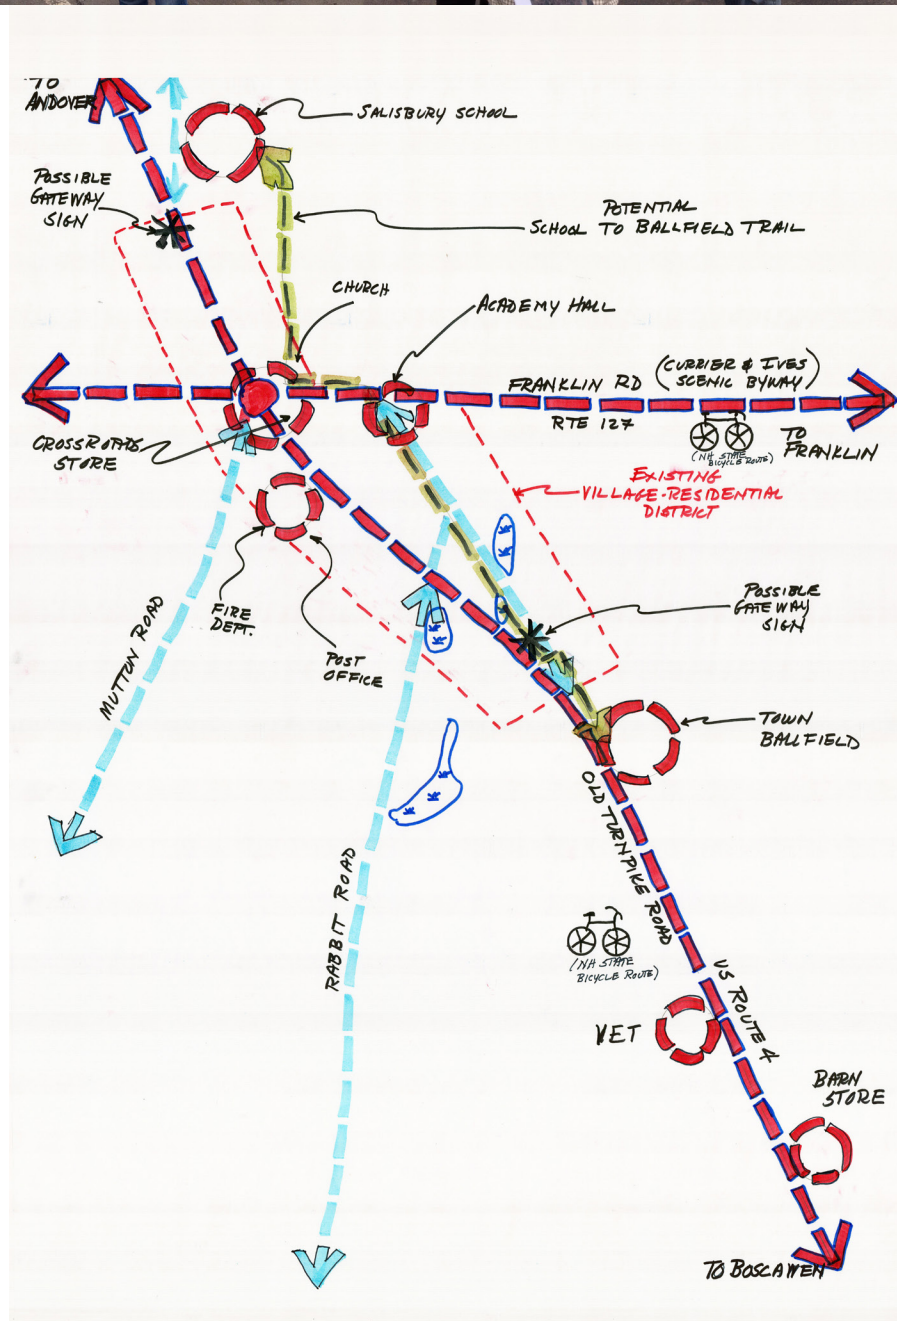 TO
ANDOVER
SALISBURY SCHOOL
POSSIBLE
GATEWAY
SIGN
POTENTIAL
SCHOOL TO BALLFIELD TRAIL
CHURCH
ACADEMY HALL
FRANKLIN RD
(CURRIER & IVES
SCENIC BYWAY)
RTE 127
(NH STATE
BICYCLE ROUTE)
TO
FRANKLIN
CROSSROADS
STORE
EXISTING
VILLAGE-RESIDENTIAL
DISTRICT
FIRE
DEPT.
POST
OFFICE
POSSIBLE
GATEWAY
SIGN
MUTTON ROAD
TOWN
BALLFIELD
OLD TURNPIKE ROAD
RABBIT ROAD
(NH STATE
BICYCLE ROUTE)
US ROUTE 4
VET
BARN
STORE
TO BOSCAWEN